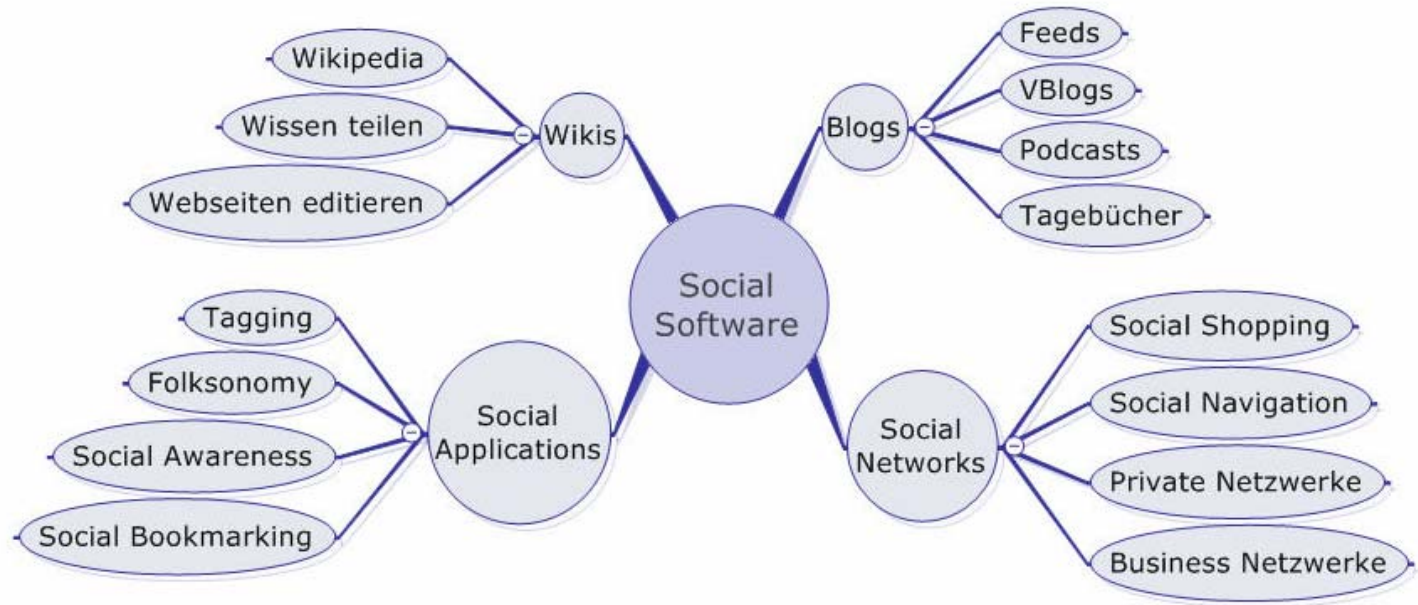 Wikipedia
Wissen teilen
Webseiten editieren
Wikis
Blogs
Feeds
VBlogs
Podcasts
Tagebücher
Social
Software
Tagging
Folksonomy
Social Awareness
Social Bookmarking
Social
Applications
Social
Networks
Social Shopping
Social Navigation
Private Netzwerke
Business Netzwerke